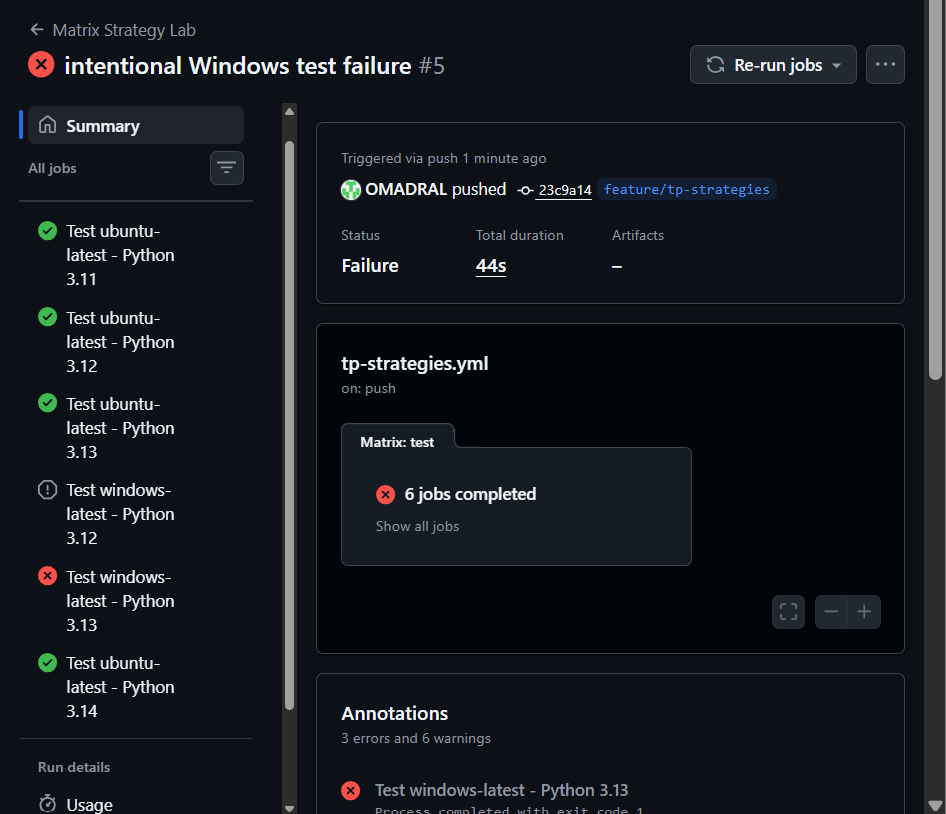 Matrix Strategy Lab
intentional Windows test failure #5
Re-run jobs
Summary
All jobs
Test ubuntu-
latest - Python
3.11
Test ubuntu-
latest - Python
3.12
Test ubuntu-
latest - Python
3.13
Test windows-
latest - Python
3.12
Test windows-
latest - Python
3.13
Test ubuntu-
latest - Python
3.14
Run details
Usage
Triggered via push 1 minute ago
OMADRAL pushed 23c9a14 feature/tp-strategies
Status Total duration Artifacts
Failure 44s –
tp-strategies.yml
on: push
Matrix: test
6 jobs completed
Show all jobs
Annotations
3 errors and 6 warnings
Test windows-latest - Python 3.13
Process completed with exit code 1